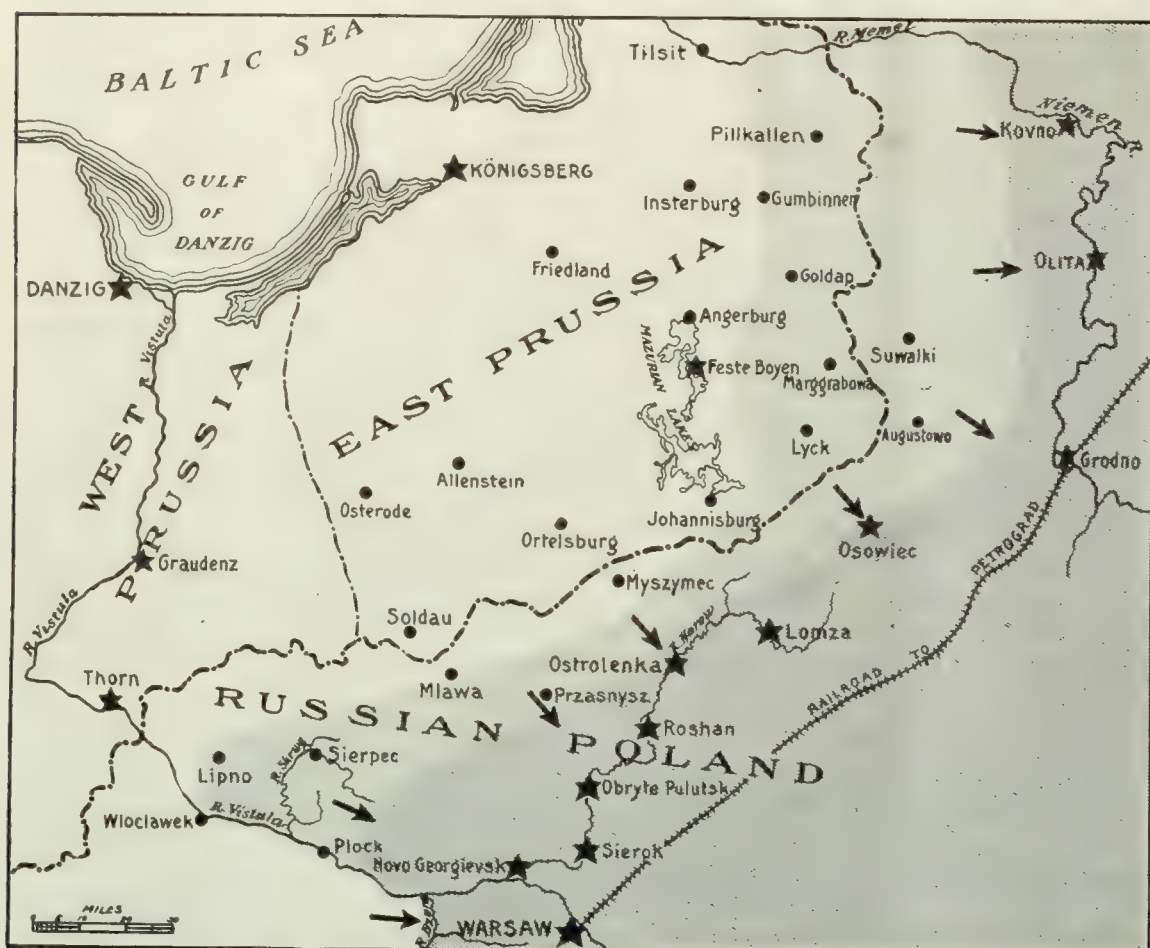 BALTIC SEA
Tilsit
R. Memel
Niemen R.
Kovno
Pillkallen
KÖNIGSBERG
GULF
OF
DANZIG
Insterburg
Gumbinnen
Friedland
OLITA
Goldap
DANZIG
Angerburg
R. Vistula
Suwalki
MAZURIAN
LAKES
Feste Boyen
Marggrabowa
EAST PRUSSIA
WEST
PRUSSIA
Lyck
Augustowo
Grodno
Allenstein
Osterode
Johannisburg
Ortelsburg
Osowiec
Graudenz
Myszymec
RAILROAD TO PETROGRAD
R. Vistula
Soldau
R. Narew
Lomza
Ostrolenka
Thorn
Mlawa
Przasnysz
RUSSIAN POLAND
Roshan
Sierpec
Lipno
R. Skrwa
Obryte Pulutsk
R. Vistula
Wloclawek
Plock
Sierok
Novo Georgievsk
MILES
WARSAW